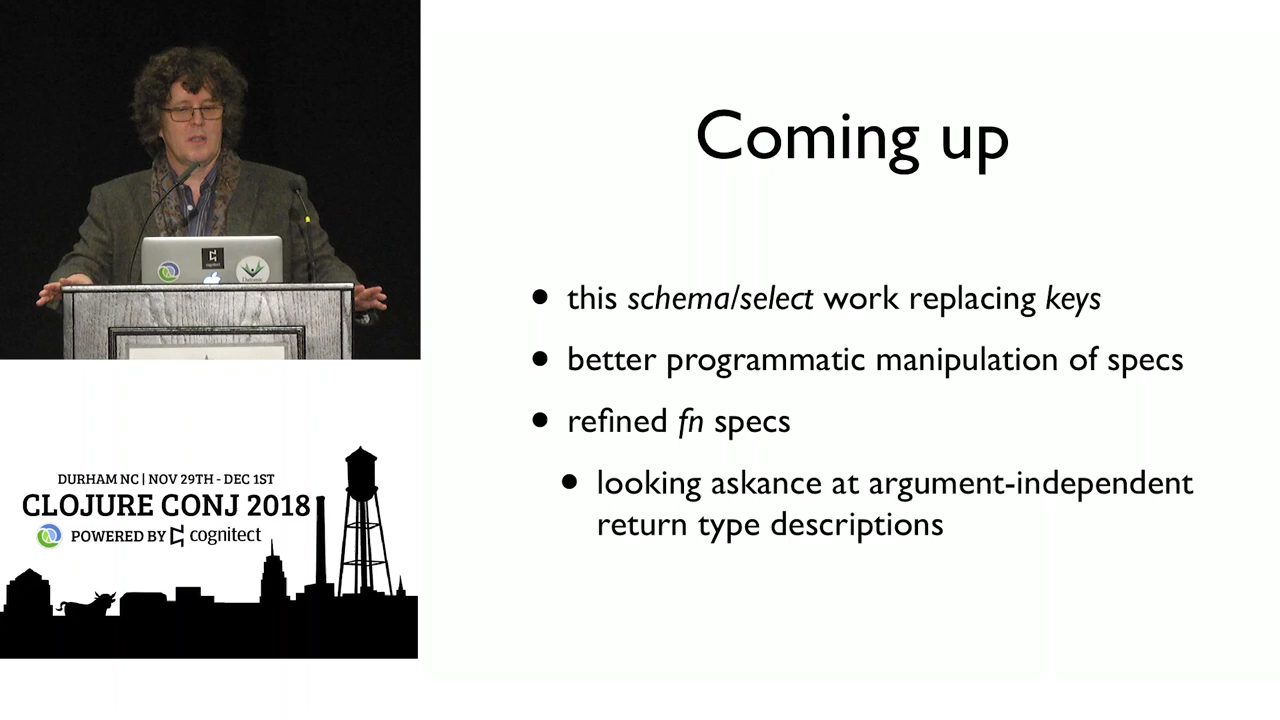 Coming up
• this schema/select work replacing keys
• better programmatic manipulation of specs
• refined fn specs
• looking askance at argument-independent
return type descriptions
cognitect
DURHAM NC | NOV 29TH - DEC 1ST
CLOJURE CONJ 2018
POWERED BY cognitect